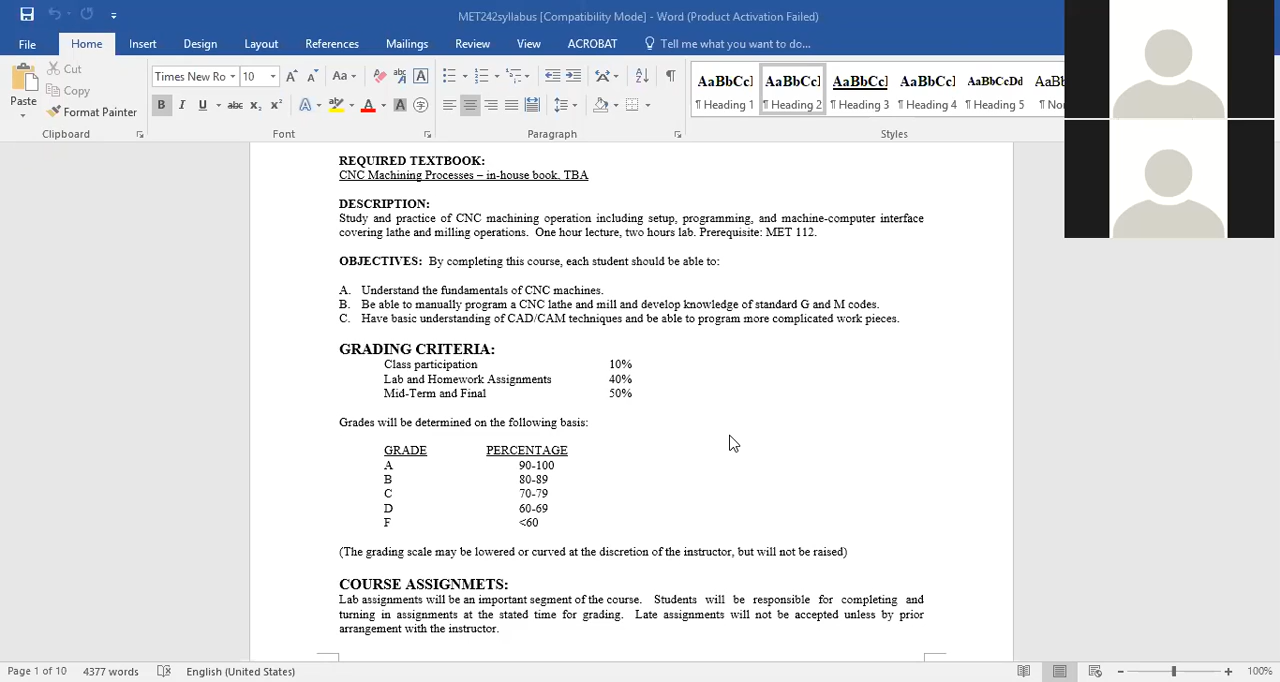 MET242syllabus [Compatibility Mode] - Word (Product Activation Failed)
File Home Insert Design Layout References Mailings Review View ACROBAT Tell me what you want to do...
Paste
Cut
Copy
Format Painter
Times New Ro 10
AaBbCcI AaBbCcI AaBbCcI AaBbCcI AaBbCcDd AaBb
¶ Heading 1 ¶ Heading 2 ¶ Heading 3 ¶ Heading 4 ¶ Heading 5 ¶ No
Clipboard Font Paragraph Styles
REQUIRED TEXTBOOK:
CNC Machining Processes – in-house book, TBA
DESCRIPTION:
Study and practice of CNC machining operation including setup, programming, and machine-computer interface
covering lathe and milling operations. One hour lecture, two hours lab. Prerequisite: MET 112.
OBJECTIVES: By completing this course, each student should be able to:
A. Understand the fundamentals of CNC machines.
B. Be able to manually program a CNC lathe and mill and develop knowledge of standard G and M codes.
C. Have basic understanding of CAD/CAM techniques and be able to program more complicated work pieces.
GRADING CRITERIA:
Class participation 10%
Lab and Homework Assignments 40%
Mid-Term and Final 50%
Grades will be determined on the following basis:
GRADE PERCENTAGE
A 90-100
B 80-89
C 70-79
D 60-69
F <60
(The grading scale may be lowered or curved at the discretion of the instructor, but will not be raised)
COURSE ASSIGNMETS:
Lab assignments will be an important segment of the course. Students will be responsible for completing and
turning in assignments at the stated time for grading. Late assignments will not be accepted unless by prior
arrangement with the instructor.
Page 1 of 10 4377 words English (United States) 100%